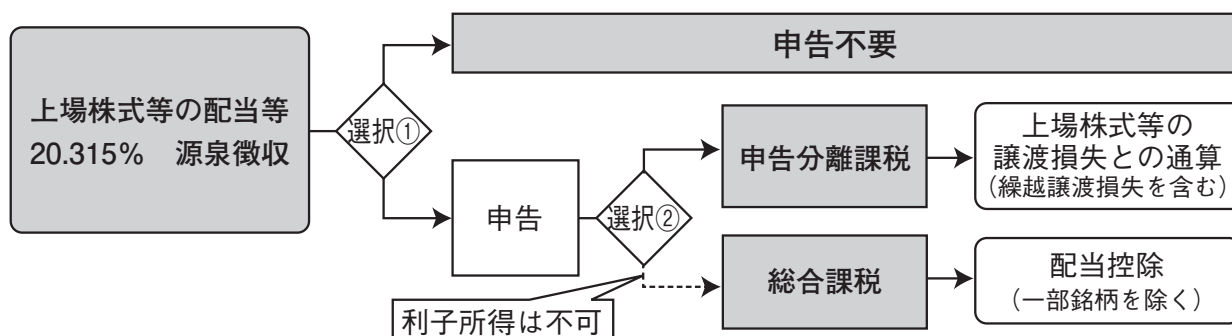 申告不要
上場株式等の配当等
20.315%　源泉徴収
選択①
申告
選択②
申告分離課税
上場株式等の
譲渡損失との通算
（繰越譲渡損失を含む）
総合課税
配当控除
（一部銘柄を除く）
利子所得は不可